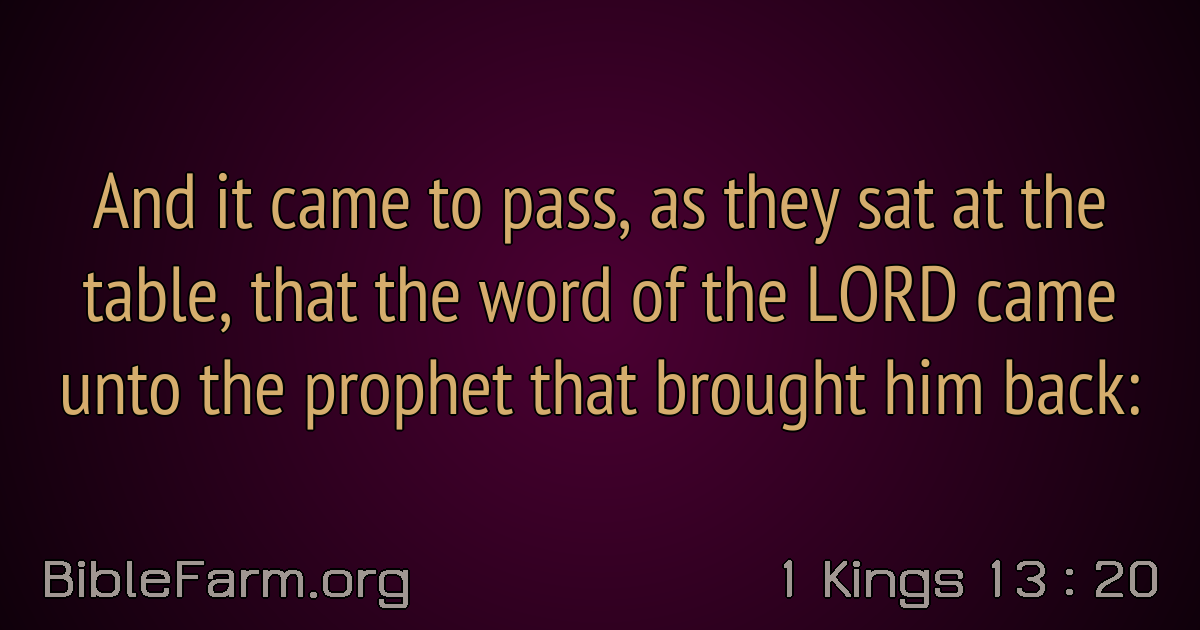 And it came to pass, as they sat at the
table, that the word of the LORD came
unto the prophet that brought him back:
BibleFarm.org
1 Kings 13 : 20